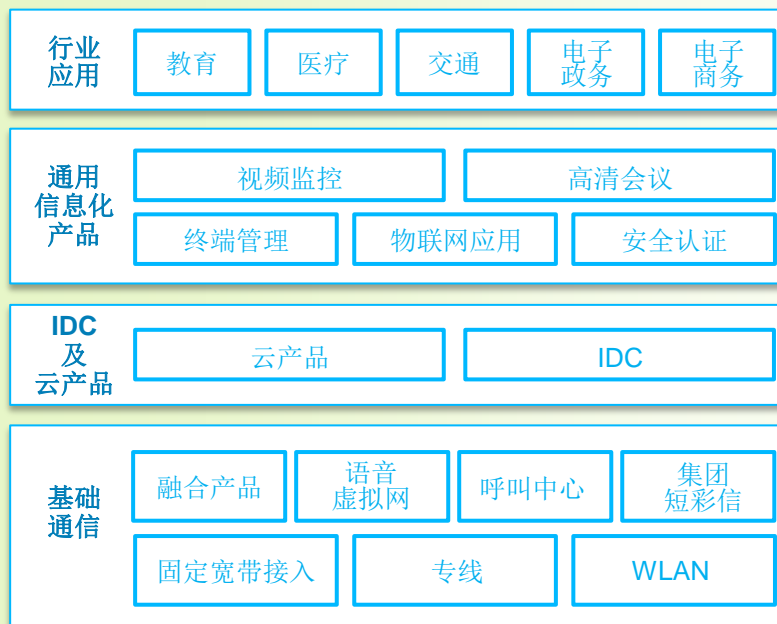 行业
应用
教育
医疗
交通
电子
政务
电子
商务
通用
信息化
产品
视频监控
高清会议
终端管理
物联网应用
安全认证
IDC
及
云产品
云产品
IDC
基础
通信
融合产品
语音
虚拟网
呼叫中心
集团
短彩信
固定宽带接入
专线
WLAN